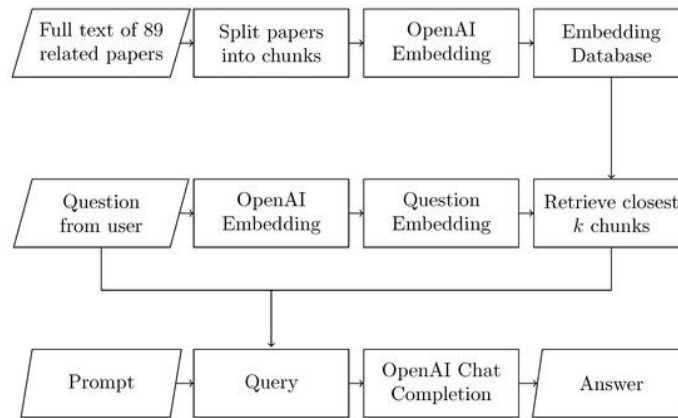 Full text of 89
related papers
Split papers
into chunks
OpenAI
Embedding
Embedding
Database
Question
from user
OpenAI
Embedding
Question
Embedding
Retrieve closest
k chunks
Prompt
Query
OpenAI Chat
Completion
Answer